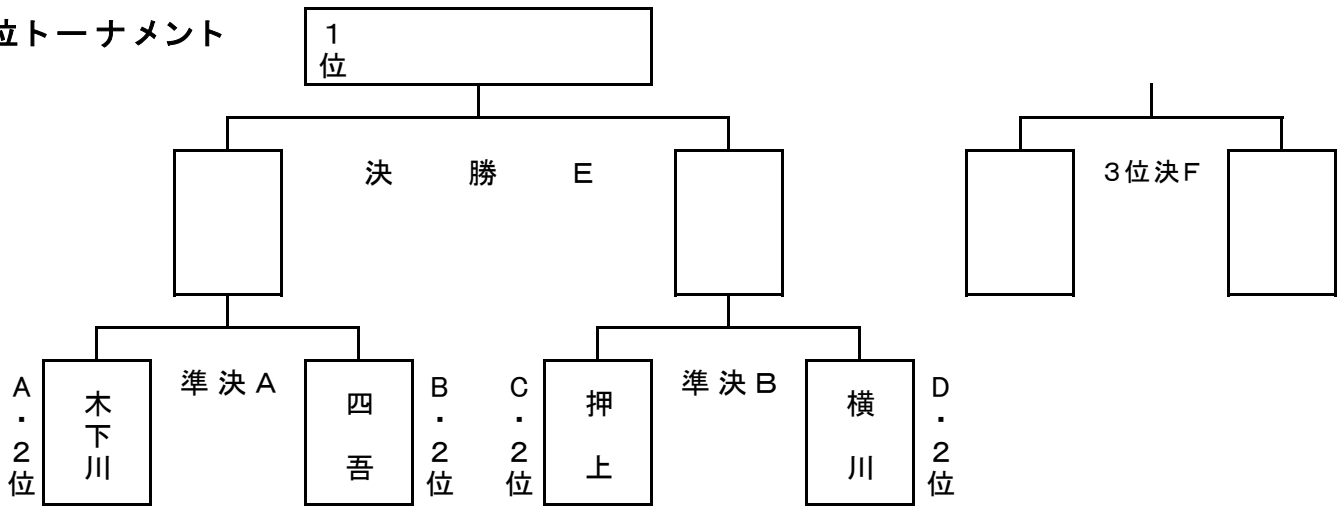 位トーナメント
1位
決勝E
3位決F
準決A
準決B
A・2位
木下川
四吾
B・2位
C・2位
押上
横川
D・2位